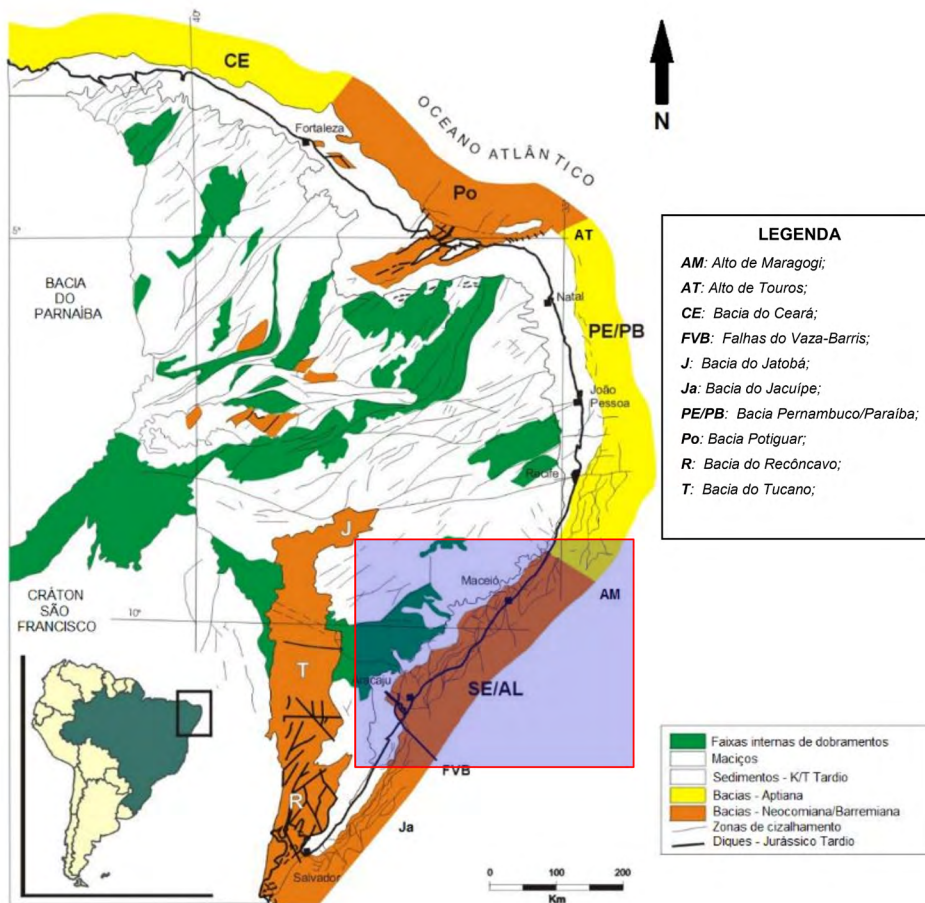 40°
CE
N
OCEANO ATLÂNTICO
Fortaleza
Po
5°
AT
BACIA
DO
PARNAÍBA
Natal
PE/PB
João
Pessoa
Recife
J
Maceió
AM
CRÁTON
SÃO
FRANCISCO
10°
T
Aracaju
SE/AL
FVB
R
Ja
Salvador
0 100 200
Km
LEGENDA
AM: Alto de Maragogi;
AT: Alto de Touros;
CE: Bacia do Ceará;
FVB: Falhas do Vaza-Barris;
J: Bacia do Jatobá;
Ja: Bacia do Jacuípe;
PE/PB: Bacia Pernambuco/Paraíba;
Po: Bacia Potiguar;
R: Bacia do Recôncavo;
T: Bacia do Tucano;
Faixas internas de dobramentos
Maciços
Sedimentos - K/T Tardio
Bacias - Aptiana
Bacias - Neocomiana/Barremiana
Zonas de cizalhamento
Diques - Jurássico Tardio